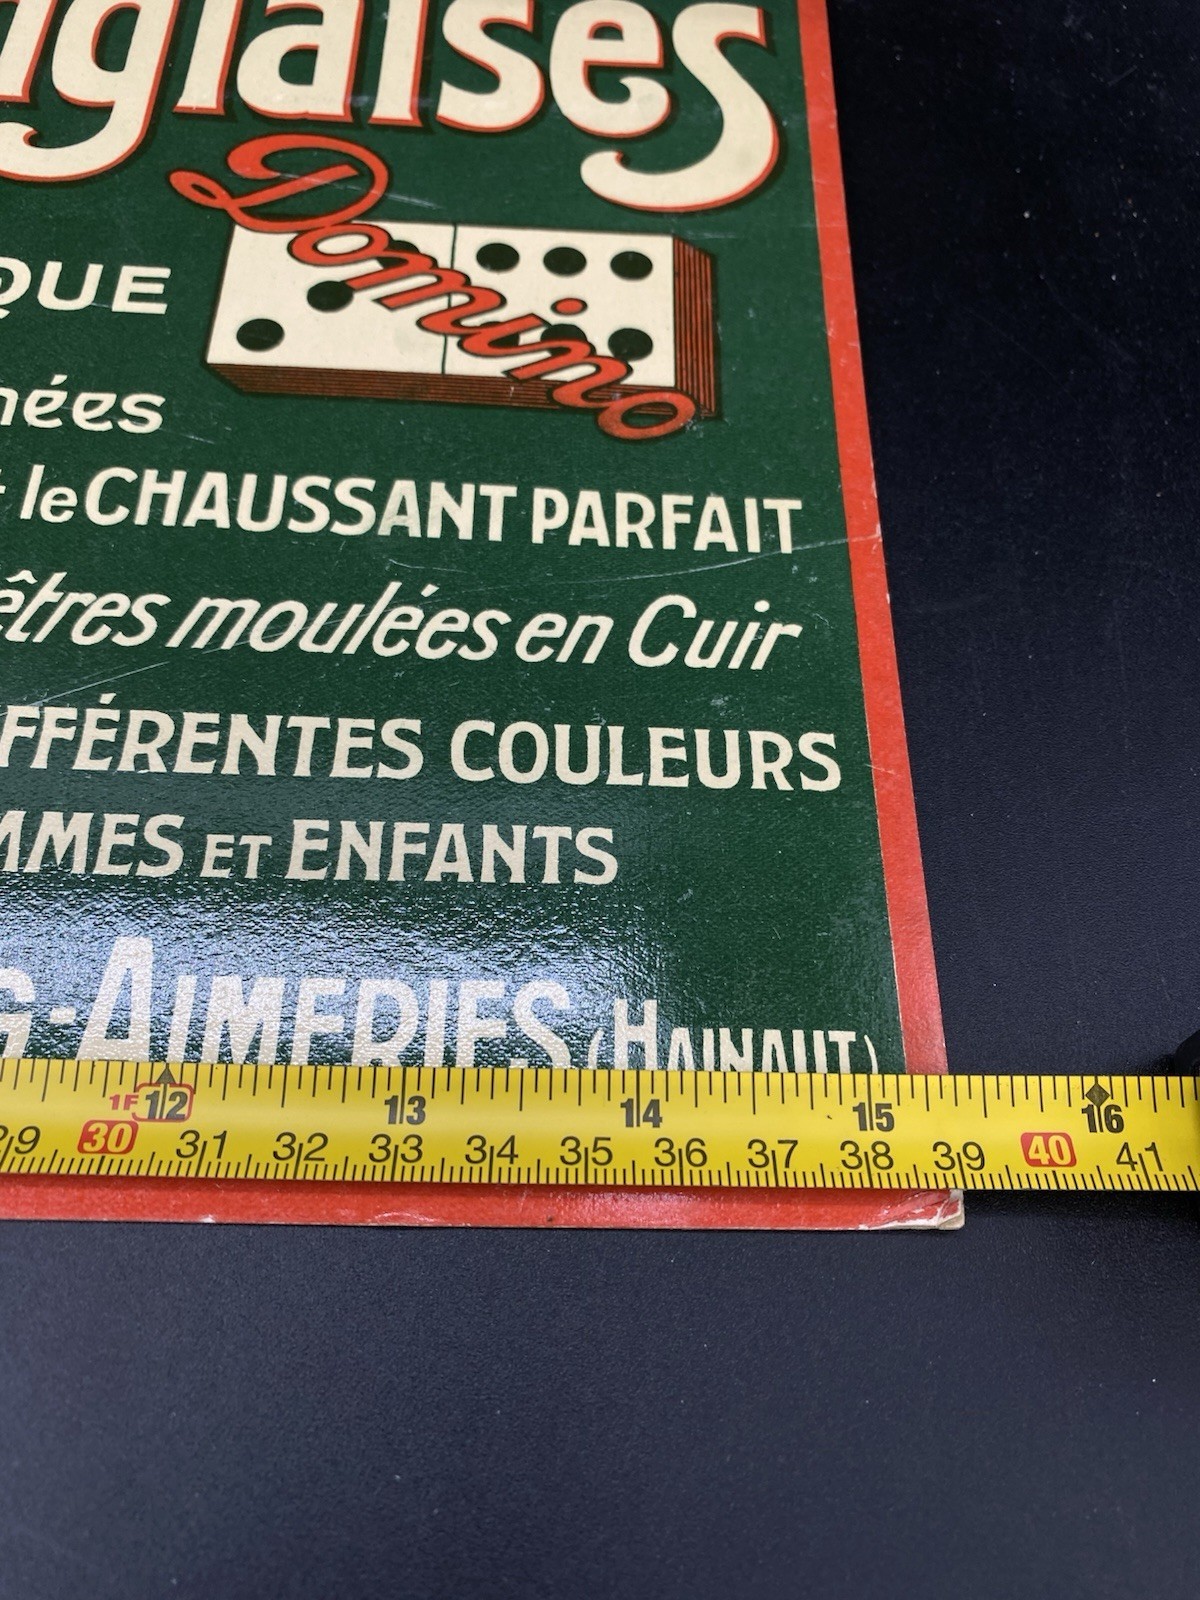 nglaises
Domino
QUE
nées
t le CHAUSSANT PARFAIT
êtres moulées en Cuir
FFÉRENTES COULEURS
MMES ET ENFANTS
G-AIMERIES (HAINAUT)
1F 12 13 14 15 16
29 30 31 32 33 34 35 36 37 38 39 40 41